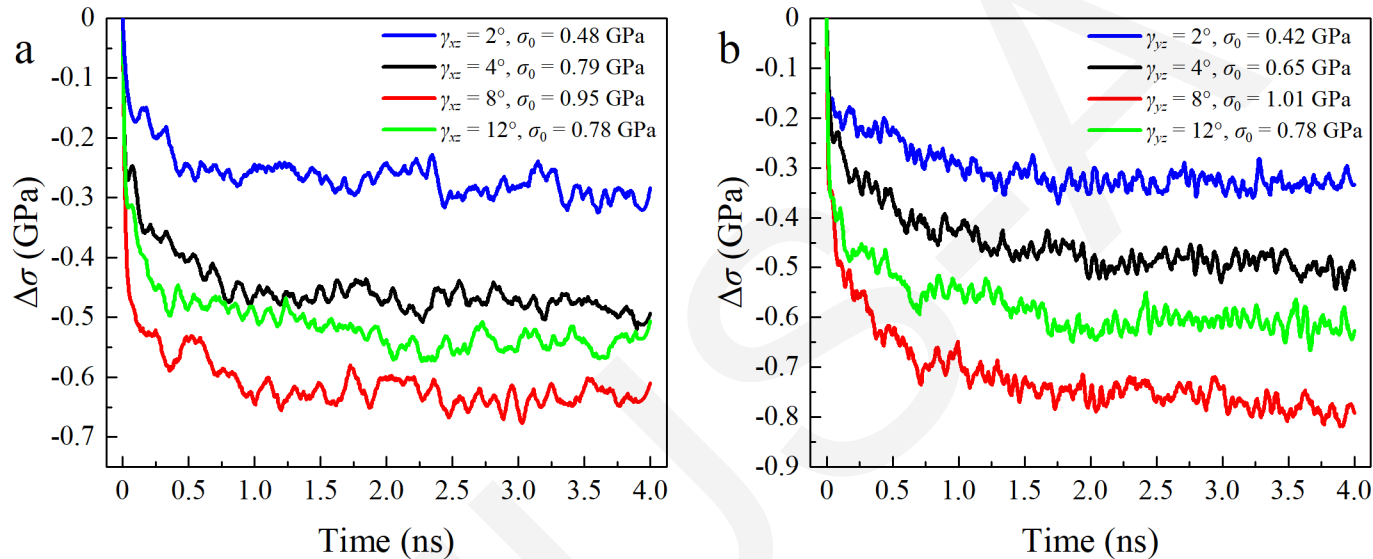 a
γxz = 2°, σ0 = 0.48 GPa
γxz = 4°, σ0 = 0.79 GPa
γxz = 8°, σ0 = 0.95 GPa
γxz = 12°, σ0 = 0.78 GPa
0
-0.1
-0.2
-0.3
-0.4
-0.5
-0.6
-0.7
Δσ (GPa)
0 0.5 1.0 1.5 2.0 2.5 3.0 3.5 4.0
Time (ns)
b
γyz = 2°, σ0 = 0.42 GPa
γyz = 4°, σ0 = 0.65 GPa
γyz = 8°, σ0 = 1.01 GPa
γyz = 12°, σ0 = 0.78 GPa
0
-0.1
-0.2
-0.3
-0.4
-0.5
-0.6
-0.7
-0.8
-0.9
Δσ (GPa)
0 0.5 1.0 1.5 2.0 2.5 3.0 3.5 4.0
Time (ns)